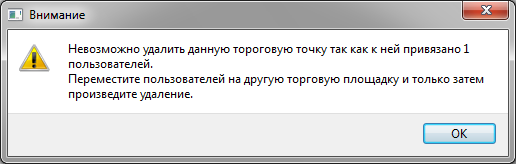 Внимание
Невозможно удалить данную тороговую точку так как к ней привязано 1
пользователей.
Переместите пользователей на другую торговую площадку и только затем
произведите удаление.
OK